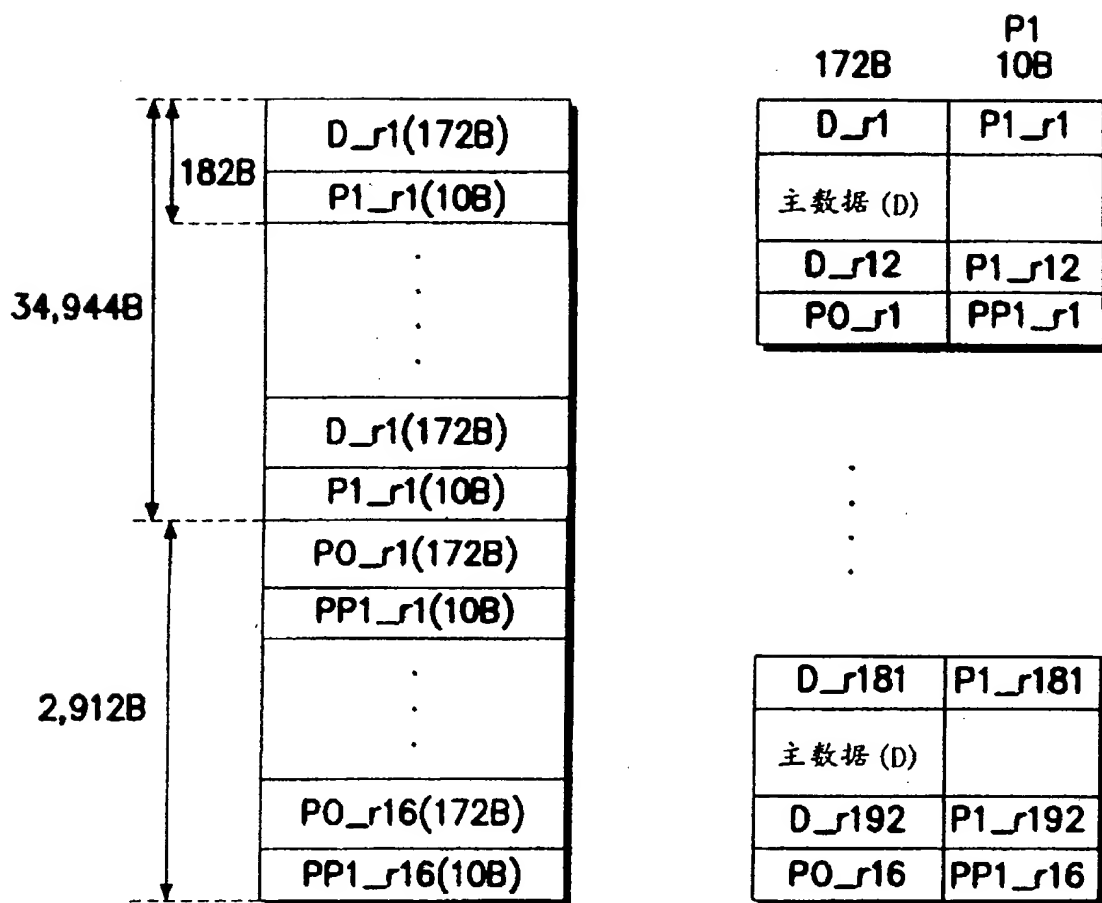 34,944B
182B
2,912B
D_r1(172B)
P1_r1(10B)
D_r1(172B)
P1_r1(10B)
PO_r1(172B)
PP1_r1(10B)
PO_r16(172B)
PP1_r16(10B)
P1
172B 10B
D_r1 P1_r1
主数据 (D)
D_r12 P1_r12
PO_r1 PP1_r1
D_r181 P1_r181
主数据 (D)
D_r192 P1_r192
PO_r16 PP1_r16